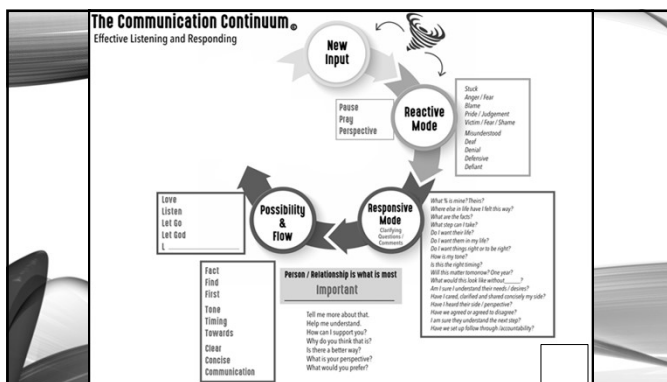 The Communication Continuum
Effective Listening and Responding
New
Input
Reactive
Mode
Pause
Pray
Perspective
Stuck
Anger / Fear
Blame
Pride / Judgement
Victim / Fear / Shame
Misunderstood
Deaf
Denial
Defensive
Defiant
Responsive
Mode
Clarifying
Questions /
Comments
What % is mine? Theirs?
Where else in life have I felt this way?
What are the facts?
What step can I take?
Do I want their life?
Do I want them in my life?
Do I want things right or to be right?
How is my tone?
Is this the right timing?
Will this matter tomorrow? One year?
What would this look like without_____?
Am I sure I understand their needs / desires?
Have I cared, clarified and shared concisely my side?
Have I heard their side / perspective?
Have we agreed or agreed to disagree?
I am sure they understand the next step?
Have we set up follow through /accountability?
Possibility
&
Flow
Love
Listen
Let Go
Let God
L ______________
Fact
Find
First
Tone
Timing
Towards
Clear
Concise
Communication
Person / Relationship is what is most
Important
Tell me more about that.
Help me understand.
How can I support you?
Why do you think that is?
Is there a better way?
What is your perspective?
What would you prefer?